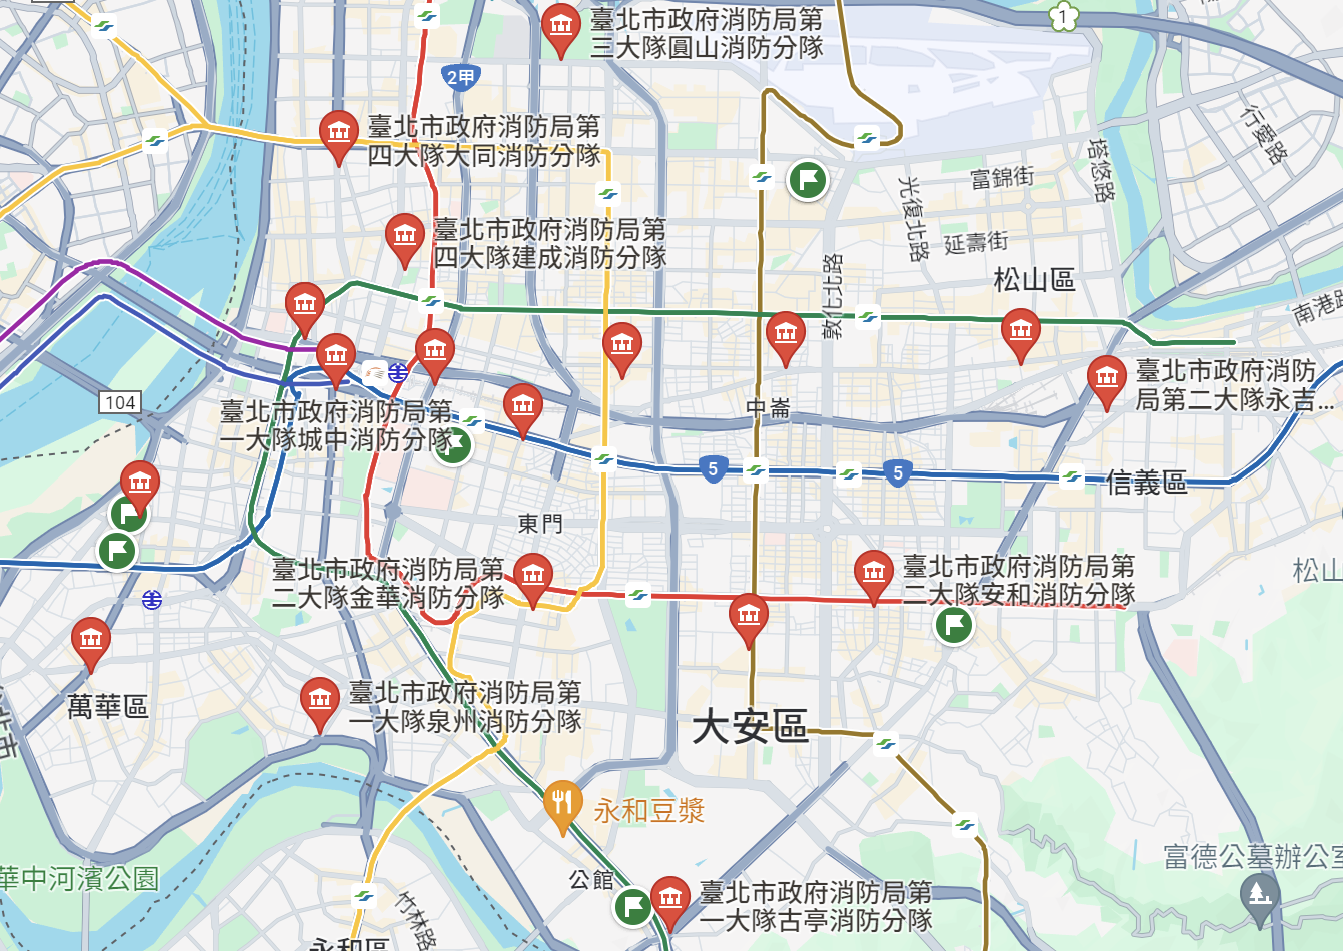 臺北市政府消防局第
三大隊圓山消防分隊
1
2甲
臺北市政府消防局第
四大隊大同消防分隊
行愛路
塔悠路
富錦街
光復北路
延壽街
臺北市政府消防局第
四大隊建成消防分隊
敦化北路
松山區
南港路
臺北市政府消防
局第二大隊永吉...
104
臺北市政府消防局第
一大隊城中消防分隊
中崙
5
5
信義區
東門
臺北市政府消防局第
二大隊金華消防分隊
臺北市政府消防局第
二大隊安和消防分隊
松山
萬華區
臺北市政府消防局第
一大隊泉州消防分隊
大安區
永和豆漿
富德公墓辦公室
華中河濱公園
公館
臺北市政府消防局第
一大隊古亭消防分隊
竹林路
永和區